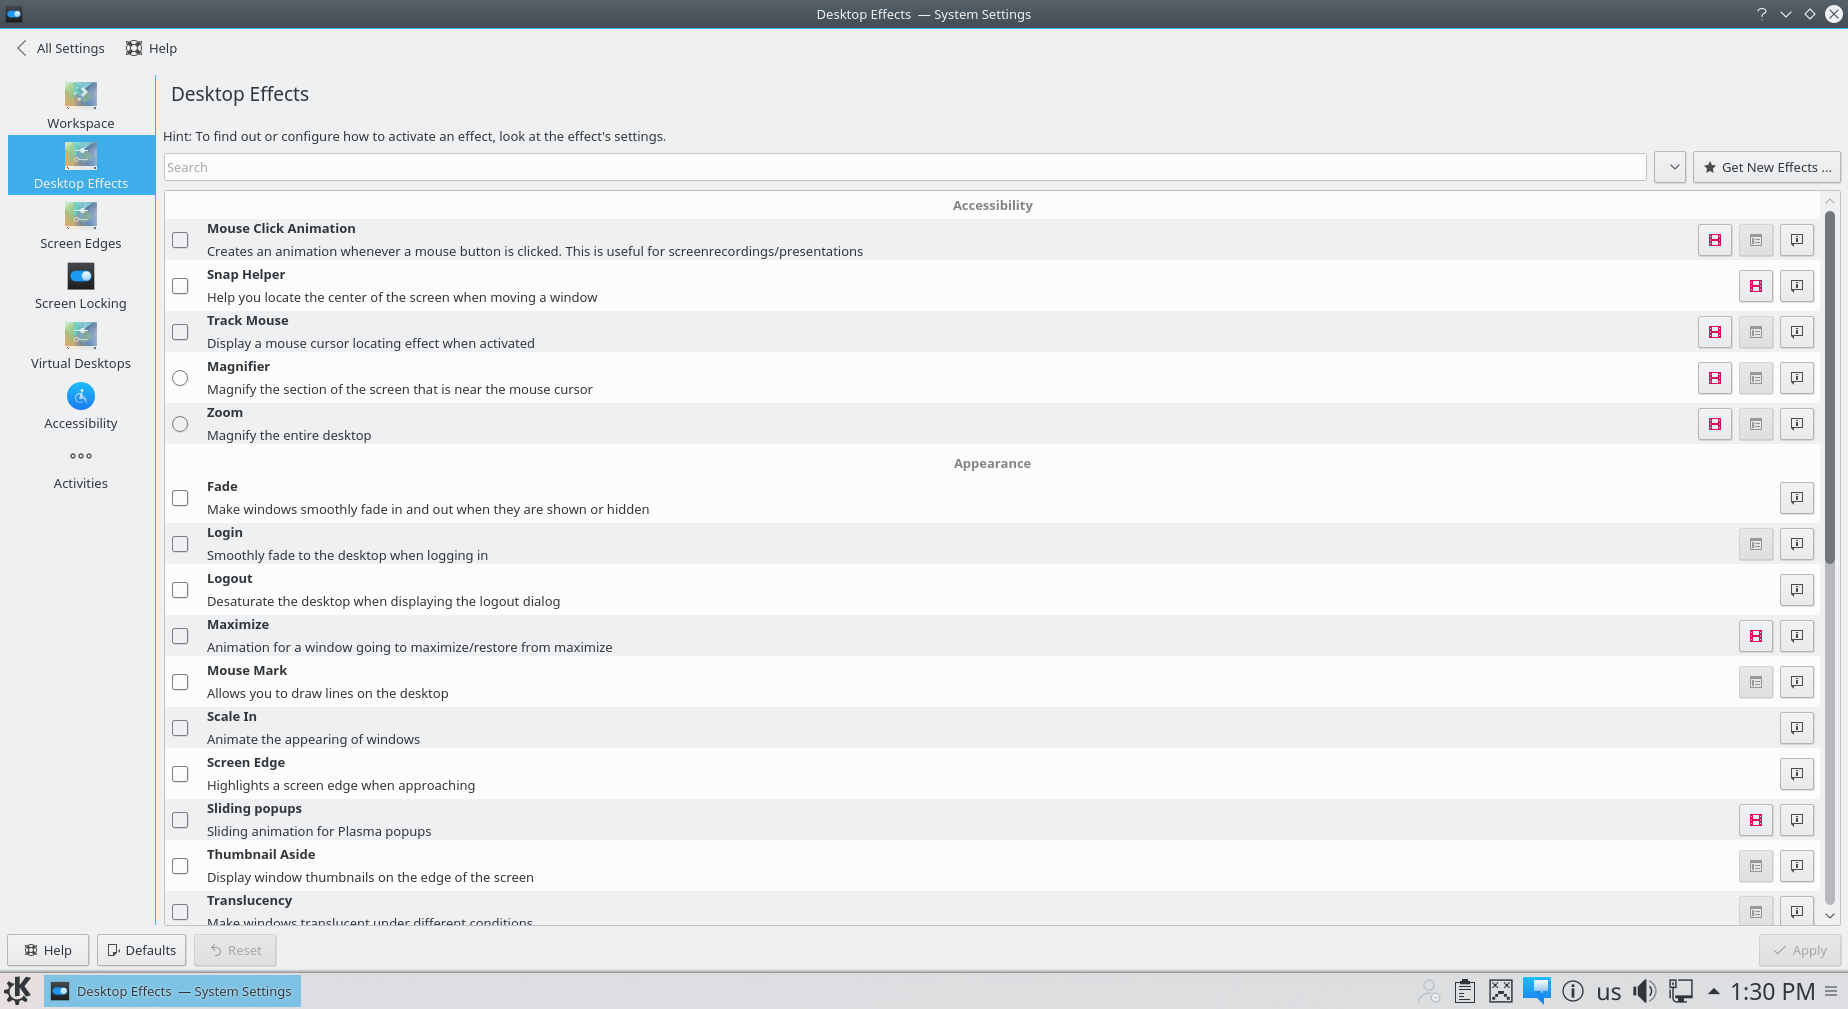 Desktop Effects — System Settings
All Settings
Help
Workspace
Desktop Effects
Screen Edges
Screen Locking
Virtual Desktops
Accessibility
Activities
Desktop Effects
Hint: To find out or configure how to activate an effect, look at the effect's settings.
Search
Get New Effects ...
Accessibility
Mouse Click Animation
Creates an animation whenever a mouse button is clicked. This is useful for screenrecordings/presentations
Snap Helper
Help you locate the center of the screen when moving a window
Track Mouse
Display a mouse cursor locating effect when activated
Magnifier
Magnify the section of the screen that is near the mouse cursor
Zoom
Magnify the entire desktop
Appearance
Fade
Make windows smoothly fade in and out when they are shown or hidden
Login
Smoothly fade to the desktop when logging in
Logout
Desaturate the desktop when displaying the logout dialog
Maximize
Animation for a window going to maximize/restore from maximize
Mouse Mark
Allows you to draw lines on the desktop
Scale In
Animate the appearing of windows
Screen Edge
Highlights a screen edge when approaching
Sliding popups
Sliding animation for Plasma popups
Thumbnail Aside
Display window thumbnails on the edge of the screen
Translucency
Make windows translucent under different conditions
Help
Defaults
Reset
Apply
Desktop Effects — System Settings
us
1:30 PM